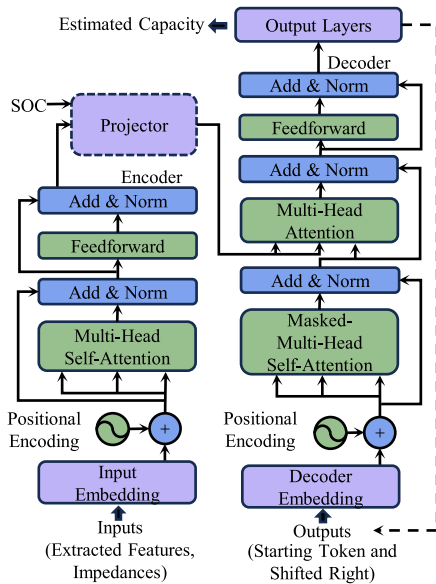 Estimated Capacity
Output Layers
Decoder
Add & Norm
Feedforward
Add & Norm
Multi-Head
Attention
Add & Norm
Masked-
Multi-Head
Self-Attention
Positional
Encoding
+
Decoder
Embedding
Outputs
(Starting Token and
Shifted Right)
SOC
Projector
Encoder
Add & Norm
Feedforward
Add & Norm
Multi-Head
Self-Attention
Positional
Encoding
+
Input
Embedding
Inputs
(Extracted Features,
Impedances)